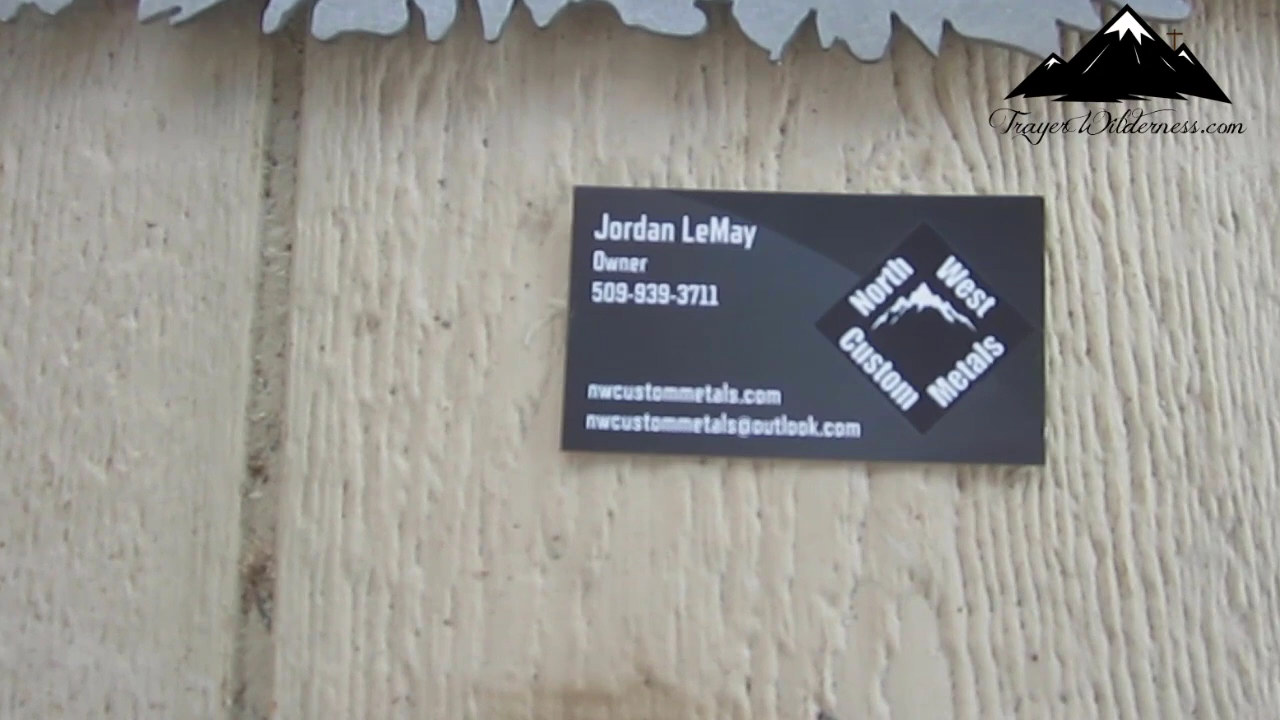 TrayerWilderness.com
Jordan LeMay
Owner
509-939-3711
nwcustommetals.com
nwcustommetals@outlook.com
North West
Custom Metals